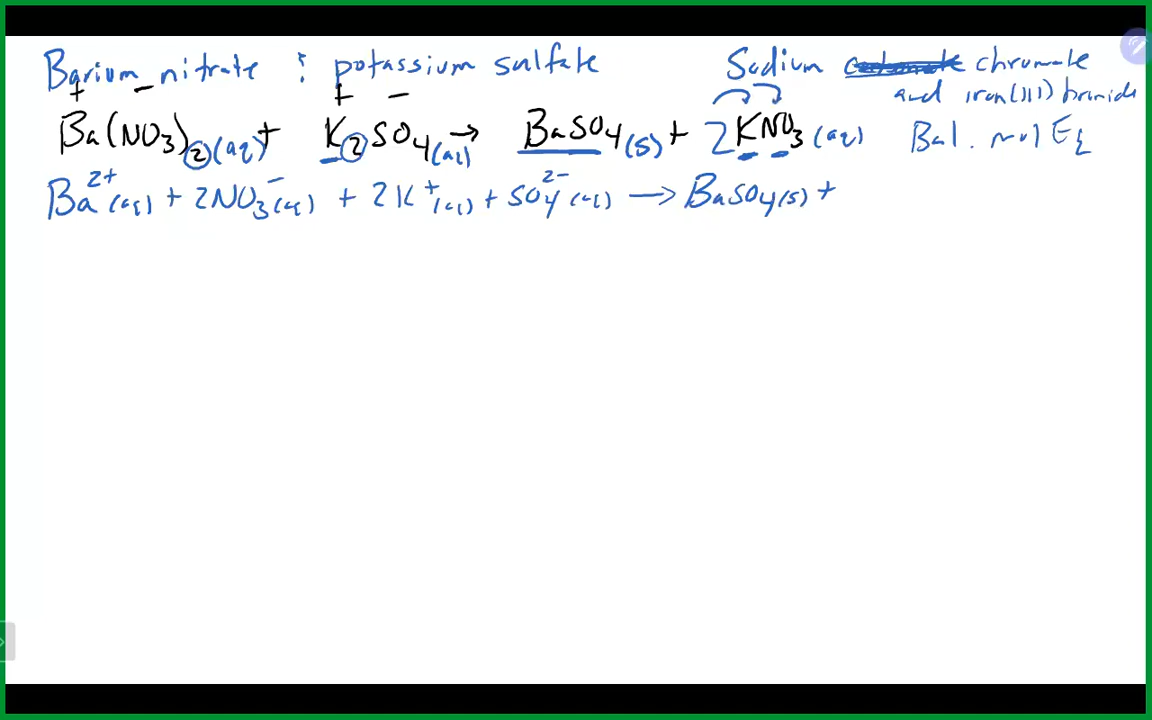 Barium nitrate ; potassium sulfate
Sodium chromate
and iron(III) bromide
+ - + -
Ba(NO3)2(aq) + K2SO4(aq) → BaSO4(s) + 2KNO3(aq) Bal. mol Eq
Ba2+(aq) + 2NO3-(aq) + 2K+(aq) + SO42-(aq) → BaSO4(s) +